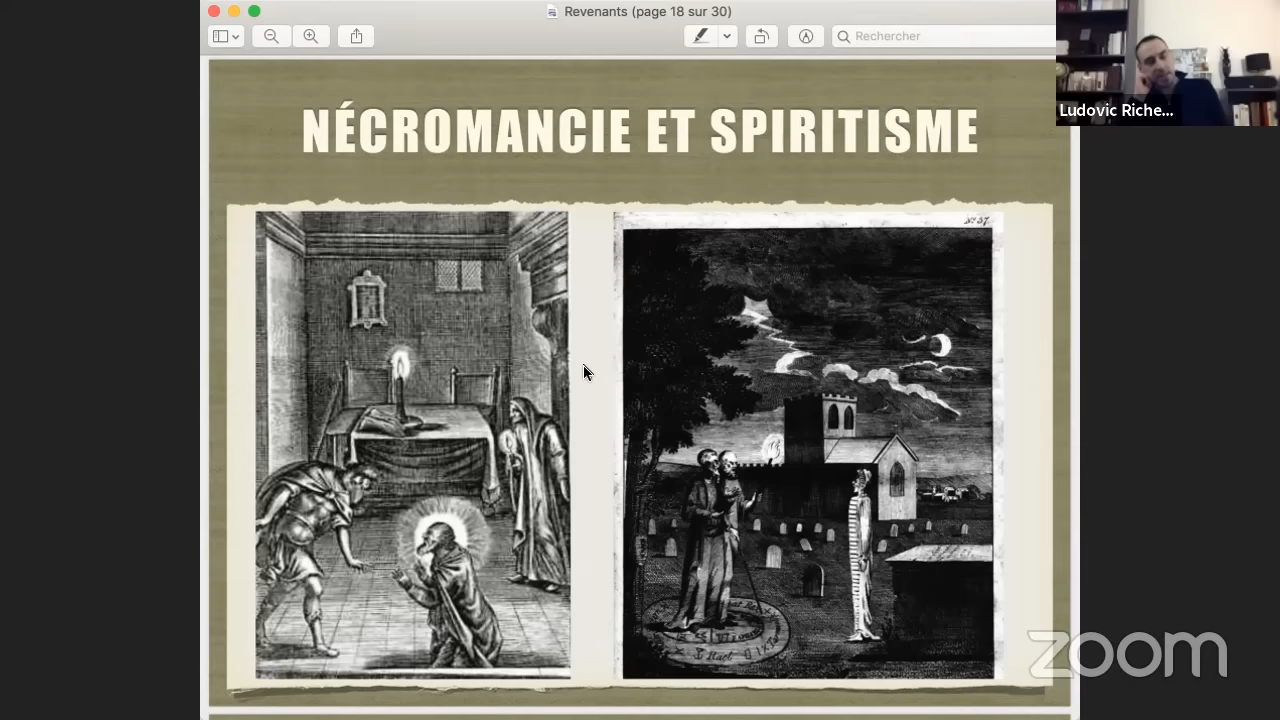 Revenants (page 18 sur 30)
Rechercher
Ludovic Riche...
NÉCROMANCIE ET SPIRITISME
zoom